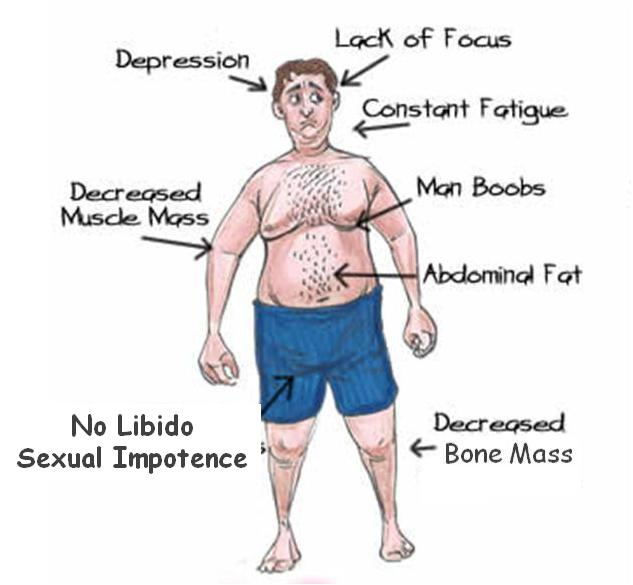 Lack of Focus
Depression
Constant Fatigue
Man Boobs
Decreased
Muscle Mass
Abdominal Fat
No Libido
Sexual Impotence
Decreased
Bone Mass